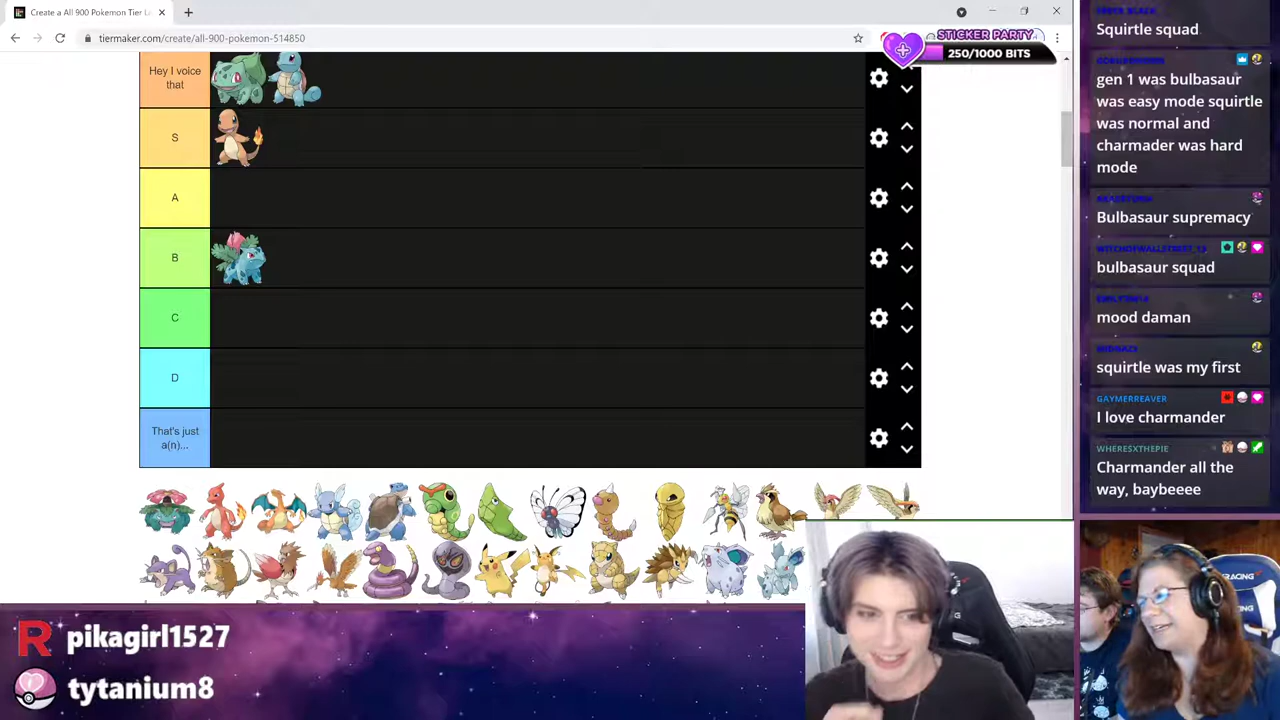 Create a All 900 Pokemon Tier Li
tiermaker.com/create/all-900-pokemon-514850
STICKER PARTY
250/1000 BITS
Hey I voice
that
S
A
B
C
D
That's just
a(n)...
Squirtle squad
gen 1 was bulbasaur
was easy mode squirtle
was normal and
charmader was hard
mode
Bulbasaur supremacy
bulbasaur squad
mood daman
squirtle was my first
GAYMERREAVER
I love charmander
WHERESXTHEPIE
Charmander all the
way, baybeeee
RACING
RACING
R pikagirl1527
tytanium8